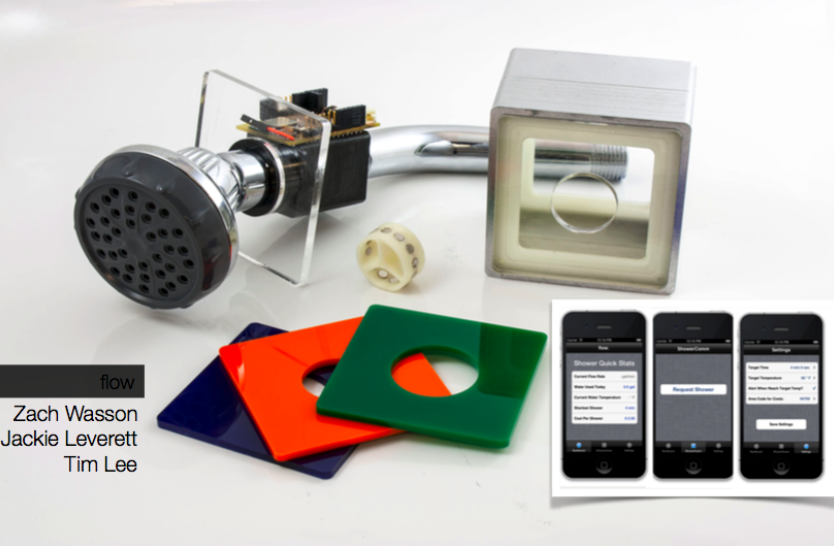 flow
Zach Wasson
Jackie Leverett
Tim Lee
Shower Quick Stats
Current Flow Rate
Water Used Today
Current Water Temperature
Shortest Shower
Cost Per Shower
ShowerComm
Request Shower
Settings
Target Time
Target Temperature
Alert When Reach Target Temp?
Area Code for Costs
Save Settings